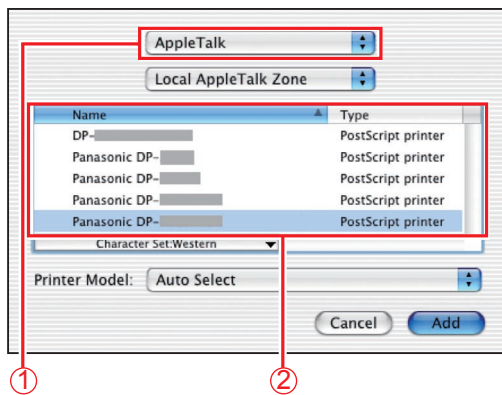 AppleTalk
Local AppleTalk Zone
Name Type
DP- PostScript printer
Panasonic DP- PostScript printer
Panasonic DP- PostScript printer
Panasonic DP- PostScript printer
Panasonic DP- PostScript printer
Character Set:Western
Printer Model: Auto Select
Cancel Add
① ②